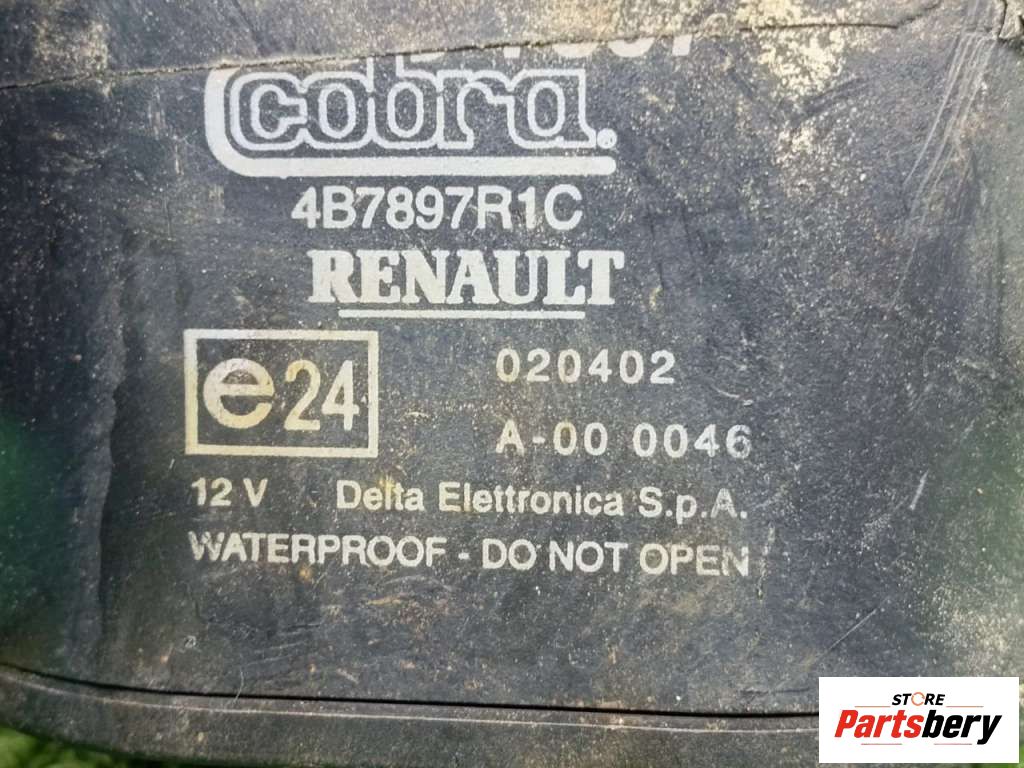 cobra.
4B7897R1C
RENAULT
e24
020402
A-00 0046
12 V Delta Elettronica S.p.A.
WATERPROOF - DO NOT OPEN
STORE
Partsbery